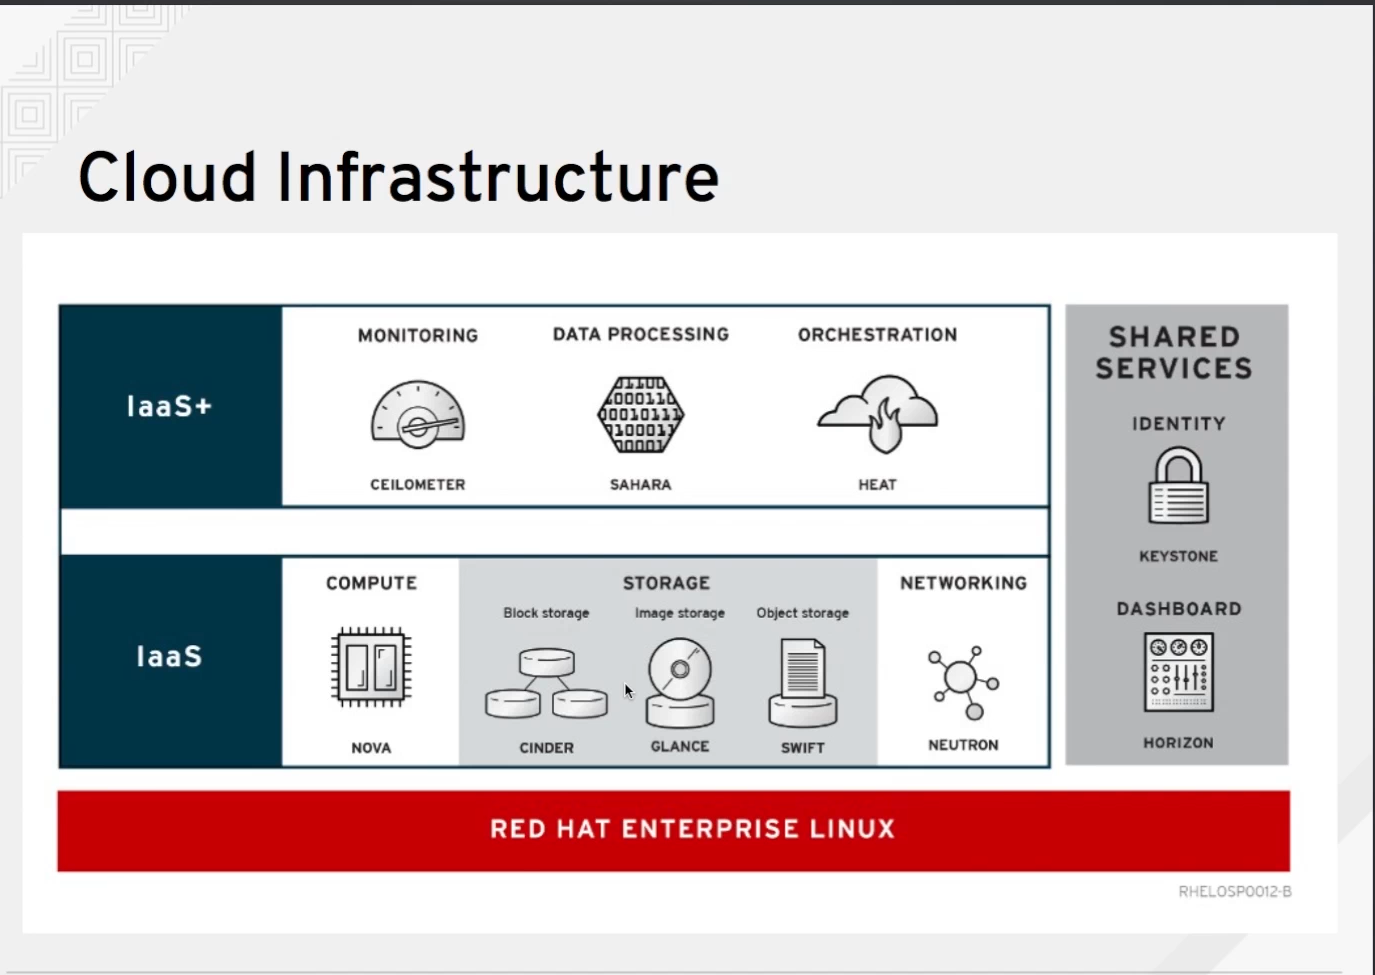 Cloud Infrastructure
IaaS+
MONITORING
CEILOMETER
DATA PROCESSING
SAHARA
ORCHESTRATION
HEAT
IaaS
COMPUTE
NOVA
STORAGE
Block storage
CINDER
Image storage
GLANCE
Object storage
SWIFT
NETWORKING
NEUTRON
SHARED
SERVICES
IDENTITY
KEYSTONE
DASHBOARD
HORIZON
RED HAT ENTERPRISE LINUX
RHELOSP0012-B